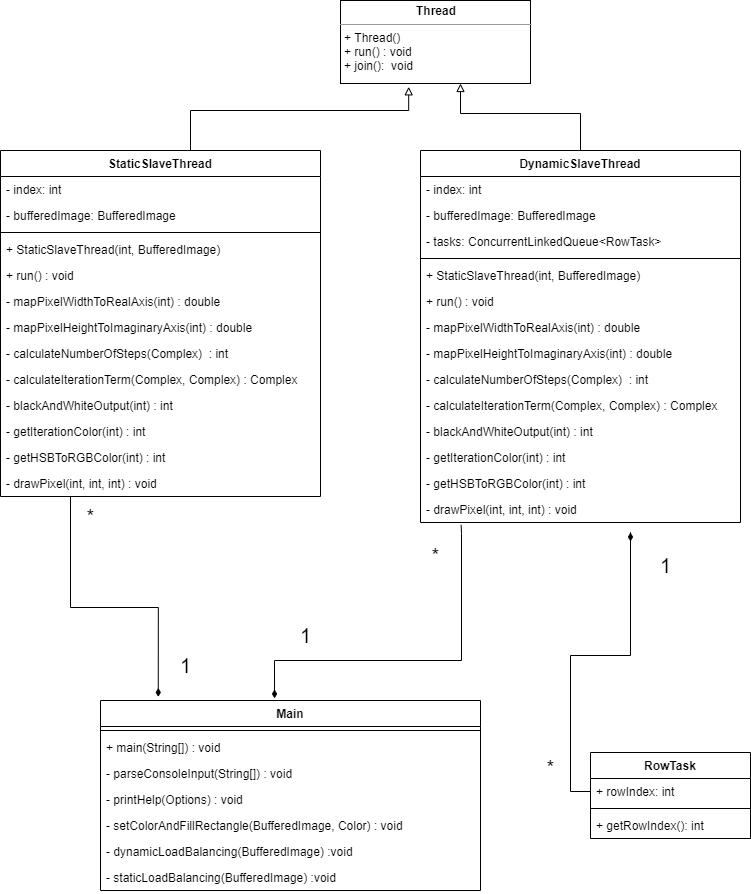 Thread
+ Thread()
+ run() : void
+ join():  void
StaticSlaveThread
- index: int
- bufferedImage: BufferedImage
+ StaticSlaveThread(int, BufferedImage)
+ run() : void
- mapPixelWidthToRealAxis(int) : double
- mapPixelHeightToImaginaryAxis(int) : double
- calculateNumberOfSteps(Complex)  : int
- calculateIterationTerm(Complex, Complex) : Complex
- blackAndWhiteOutput(int) : int
- getIterationColor(int) : int
- getHSBToRGBColor(int) : int
- drawPixel(int, int, int) : void
DynamicSlaveThread
- index: int
- bufferedImage: BufferedImage
- tasks: ConcurrentLinkedQueue<RowTask>
+ StaticSlaveThread(int, BufferedImage)
+ run() : void
- mapPixelWidthToRealAxis(int) : double
- mapPixelHeightToImaginaryAxis(int) : double
- calculateNumberOfSteps(Complex)  : int
- calculateIterationTerm(Complex, Complex) : Complex
- blackAndWhiteOutput(int) : int
- getIterationColor(int) : int
- getHSBToRGBColor(int) : int
- drawPixel(int, int, int) : void
*
*
1
1
1
*
Main
+ main(String[]) : void
- parseConsoleInput(String[]) : void
- printHelp(Options) : void
- setColorAndFillRectangle(BufferedImage, Color) : void
- dynamicLoadBalancing(BufferedImage) :void
- staticLoadBalancing(BufferedImage) :void
RowTask
+ rowIndex: int
+ getRowIndex(): int